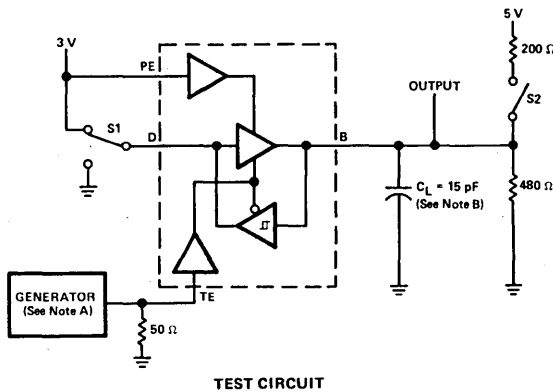 5 V
3 V
200 Ω
PE
OUTPUT
S2
S1
D
B
C_L = 15 pF
(See Note B)
480 Ω
TE
GENERATOR
(See Note A)
50 Ω
TEST CIRCUIT